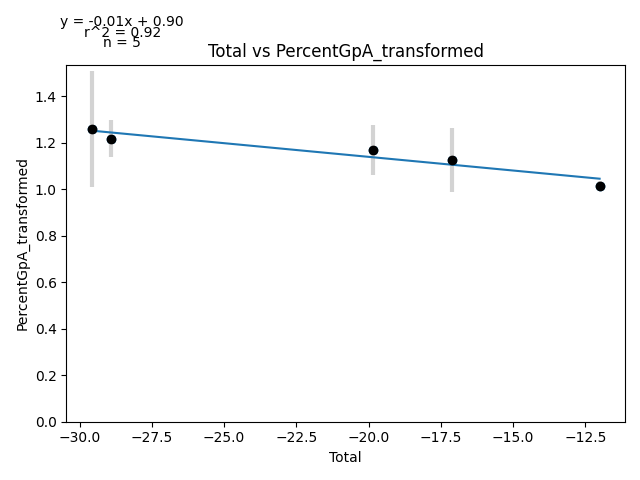 y = -0.01x + 0.90
r^2 = 0.92
n = 5
Total vs PercentGpA_transformed
PercentGpA_transformed
1.4
1.2
1.0
0.8
0.6
0.4
0.2
0.0
−30.0 −27.5 −25.0 −22.5 −20.0 −17.5 −15.0 −12.5
Total